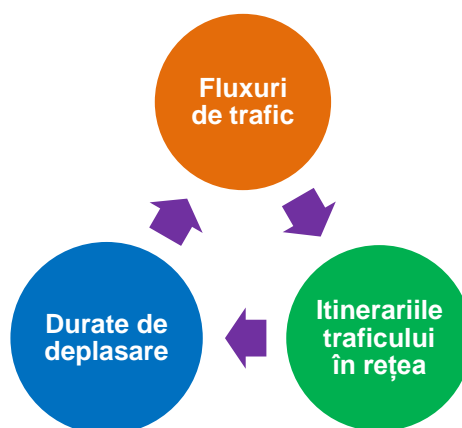 Fluxuri
de trafic
Itinerariile
traficului
în rețea
Durate de
deplasare